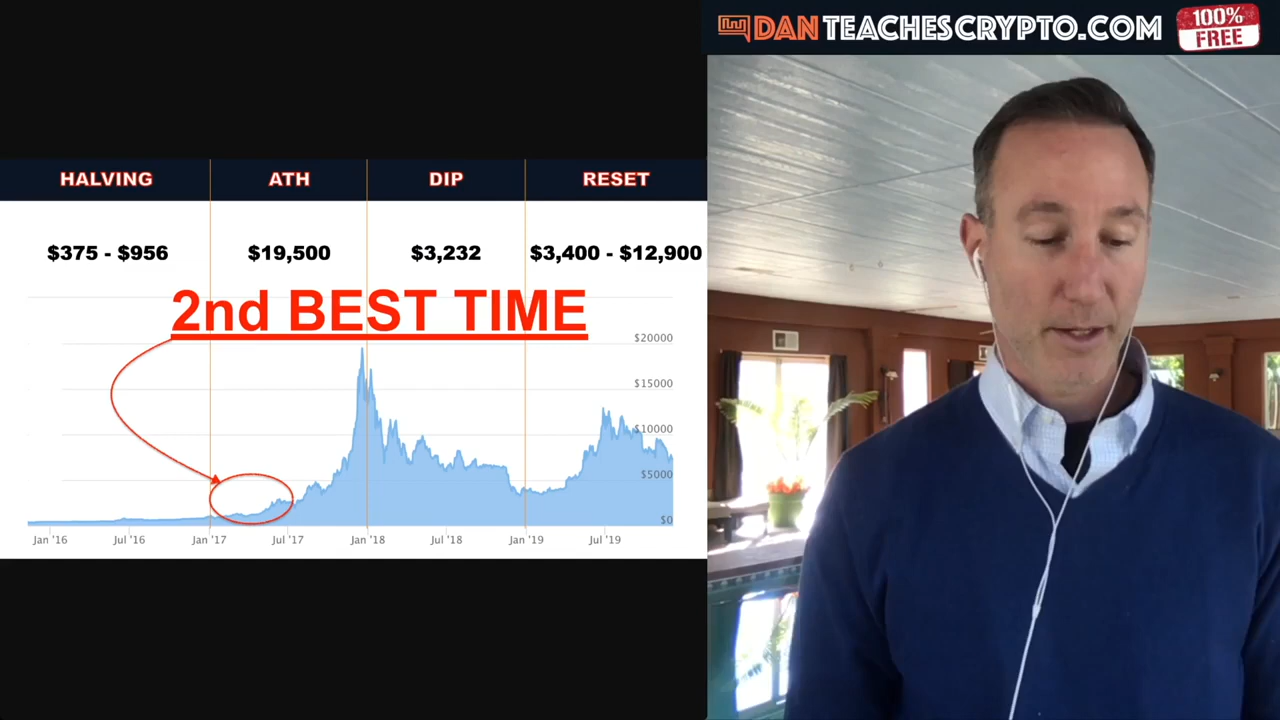 DANTEACHESCRYPTO.COM
100%
FREE
HALVING ATH DIP RESET
$375 - $956 $19,500 $3,232 $3,400 - $12,900
2nd BEST TIME
$20000
$15000
$10000
$5000
$0
Jan '16 Jul '16 Jan '17 Jul '17 Jan '18 Jul '18 Jan '19 Jul '19